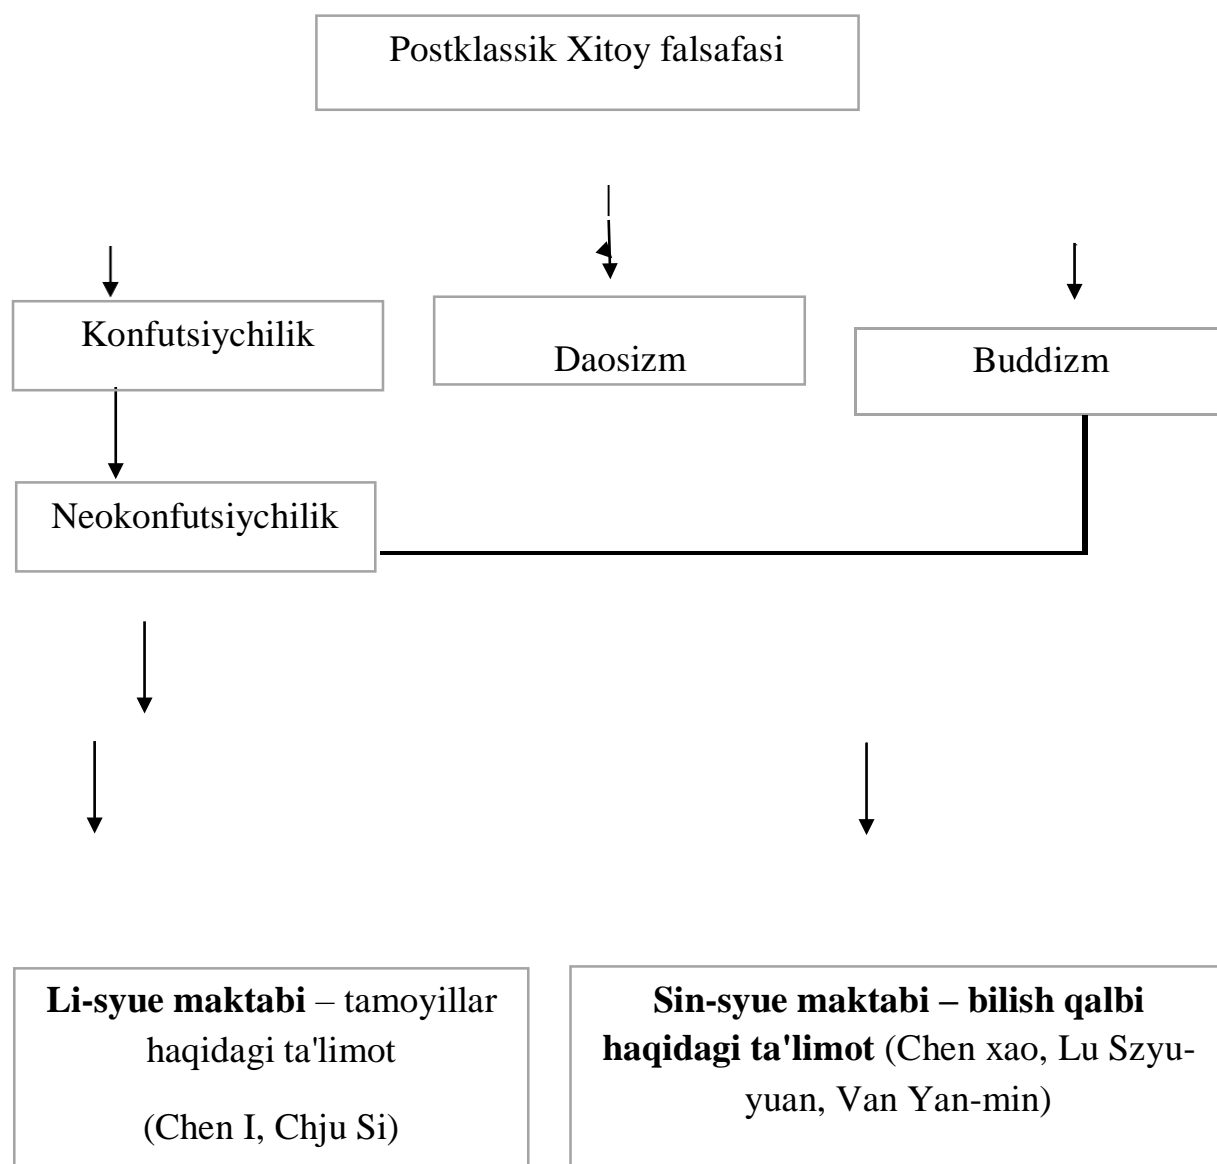 Postklassik Xitoy falsafasi
Konfutsiychilik
Daosizm
Buddizm
Neokonfutsiychilik
Li-syue maktabi – tamoyillar
haqidagi ta'limot
(Chen I, Chju Si)
Sin-syue maktabi – bilish qalbi
haqidagi ta'limot (Chen xao, Lu Szyu-
yuan, Van Yan-min)